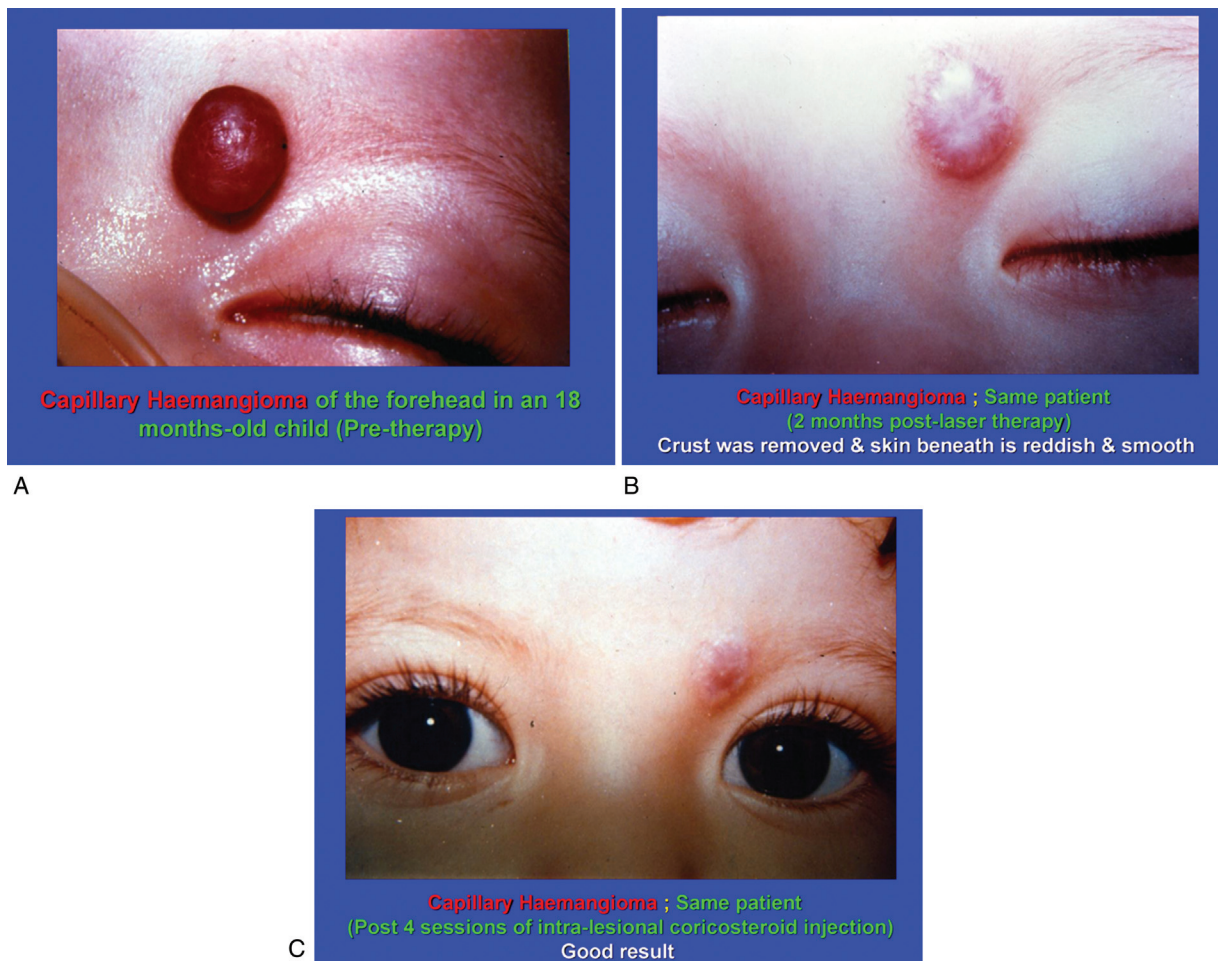 Capillary Haemangioma of the forehead in an 18
months-old child (Pre-therapy)
A
Capillary Haemangioma ; Same patient
(2 months post-laser therapy)
Crust was removed & skin beneath is reddish & smooth
B
Capillary Haemangioma ; Same patient
(Post 4 sessions of intra-lesional coricosteroid injection)
Good result
C